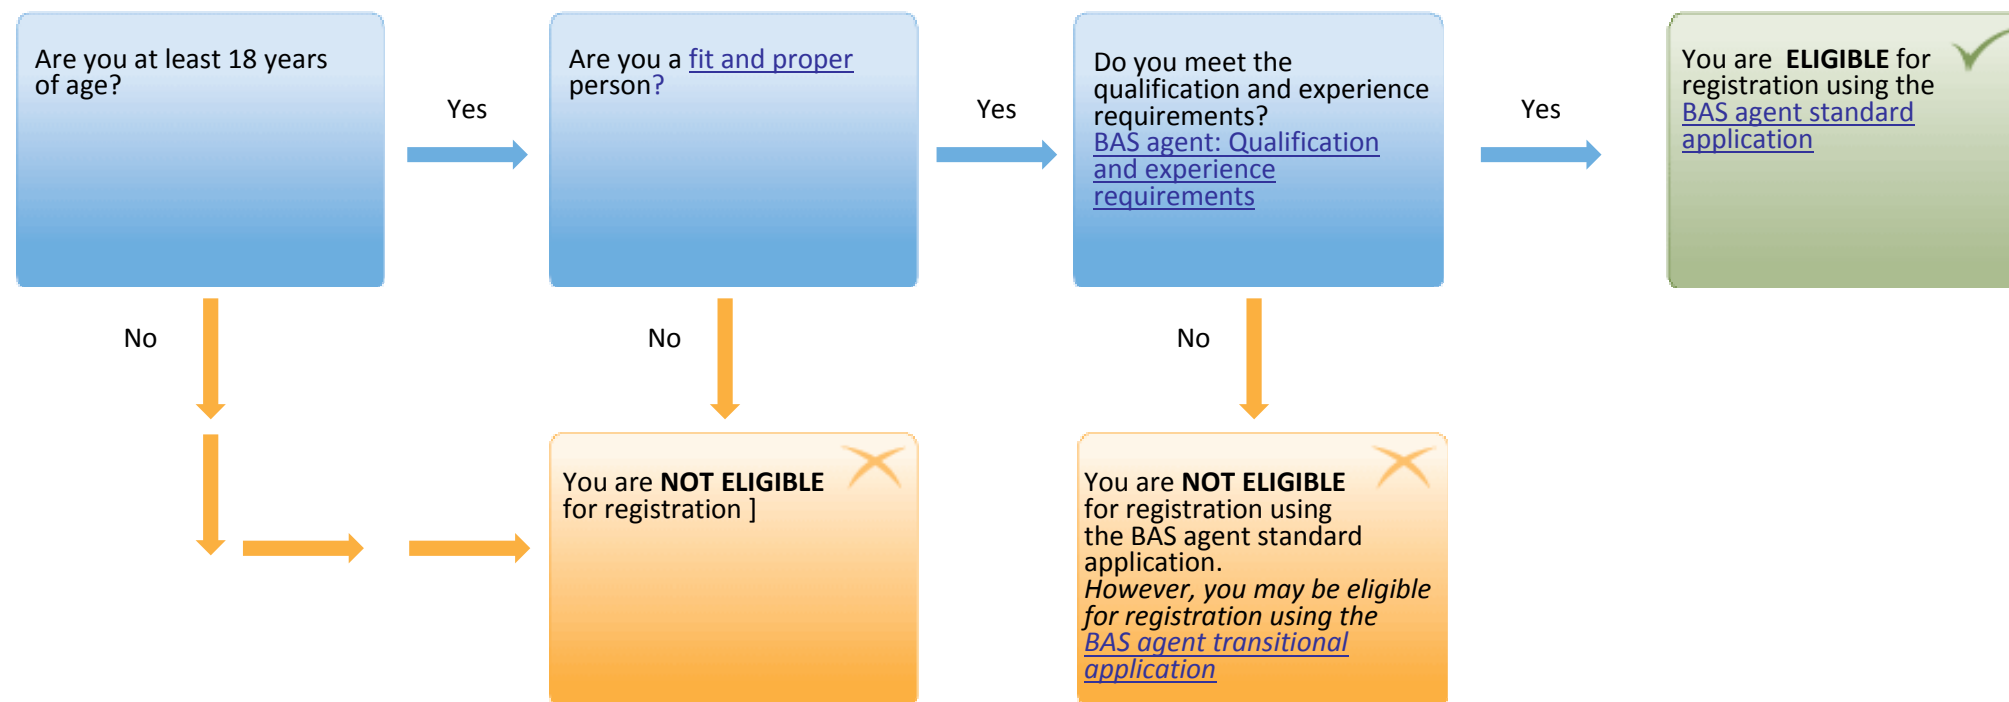 Are you at least 18 years
of age?
Yes
Are you a fit and proper
person?
Yes
Do you meet the
qualification and experience
requirements?
BAS agent: Qualification
and experience
requirements
Yes
You are ELIGIBLE for
registration using the
BAS agent standard
application
No
No
No
You are NOT ELIGIBLE
for registration ]
You are NOT ELIGIBLE
for registration using
the BAS agent standard
application.
However, you may be eligible
for registration using the
BAS agent transitional
application